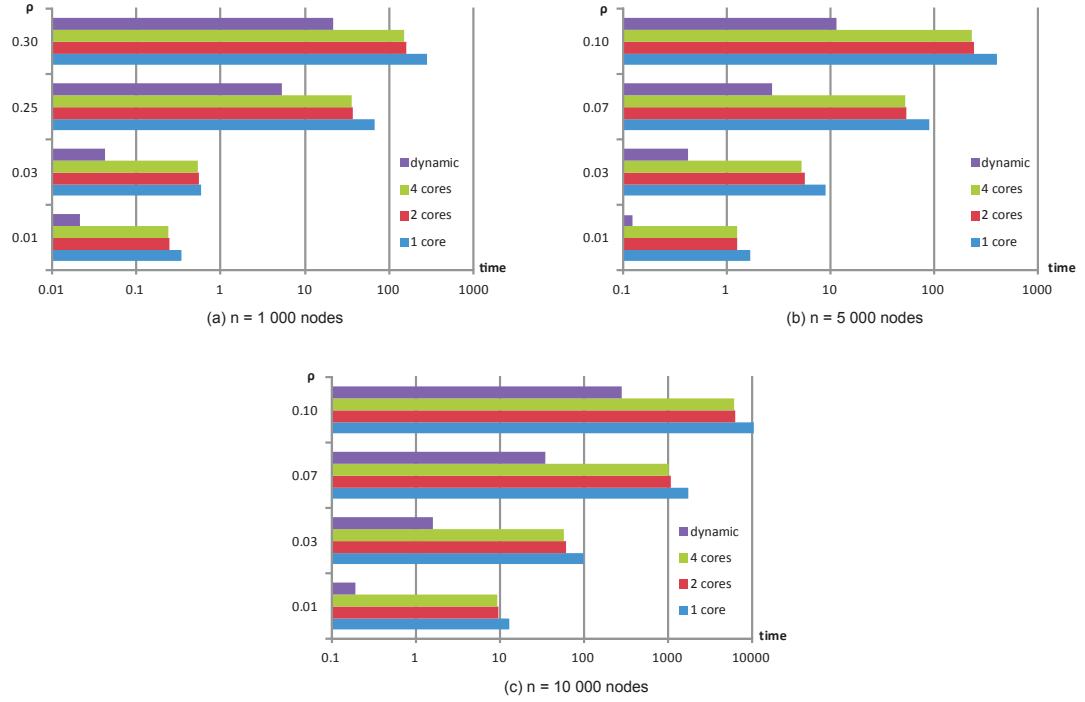 ρ
0.30
0.25
0.03
0.01
dynamic
4 cores
2 cores
1 core
time
0.01 0.1 1 10 100 1000
(a) n = 1 000 nodes
ρ
0.10
0.07
0.03
0.01
dynamic
4 cores
2 cores
1 core
time
0.1 1 10 100 1000
(b) n = 5 000 nodes
ρ
0.10
0.07
0.03
0.01
dynamic
4 cores
2 cores
1 core
time
0.1 1 10 100 1000 10000
(c) n = 10 000 nodes